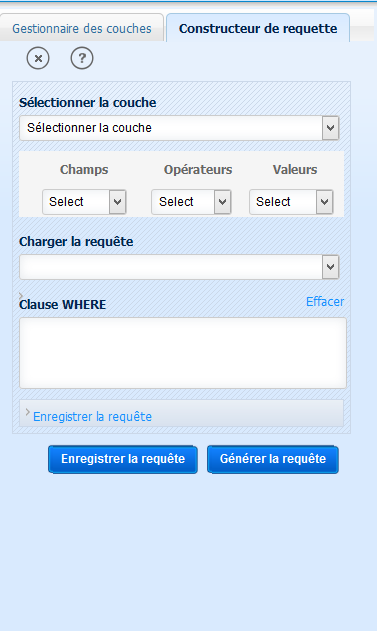 Gestionnaire des couches Constructeur de requette
?
Sélectionner la couche
Sélectionner la couche
Champs Opérateurs Valeurs
Select Select Select
Charger la requête
Clause WHERE Effacer
Enregistrer la requête
Enregistrer la requête Générer la requête